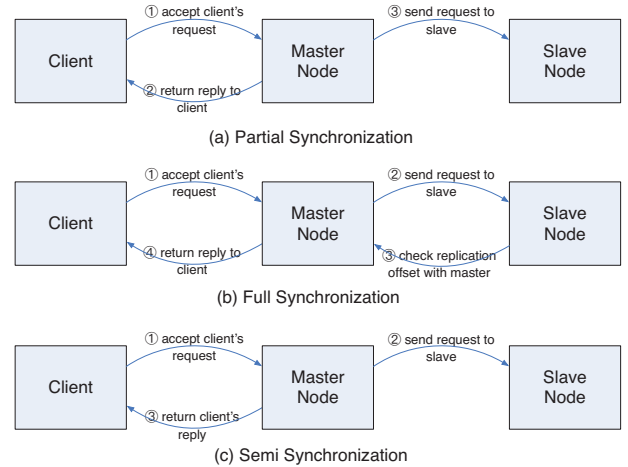 ① accept client's
request
③ send request to
slave
Client
Master
Node
Slave
Node
② return reply to
client
(a) Partial Synchronization
① accept client's
request
② send request to
slave
Client
Master
Node
Slave
Node
④ return reply to
client
③ check replication
offset with master
(b) Full Synchronization
① accept client's
request
② send request to
slave
Client
Master
Node
Slave
Node
③ return client's
reply
(c) Semi Synchronization